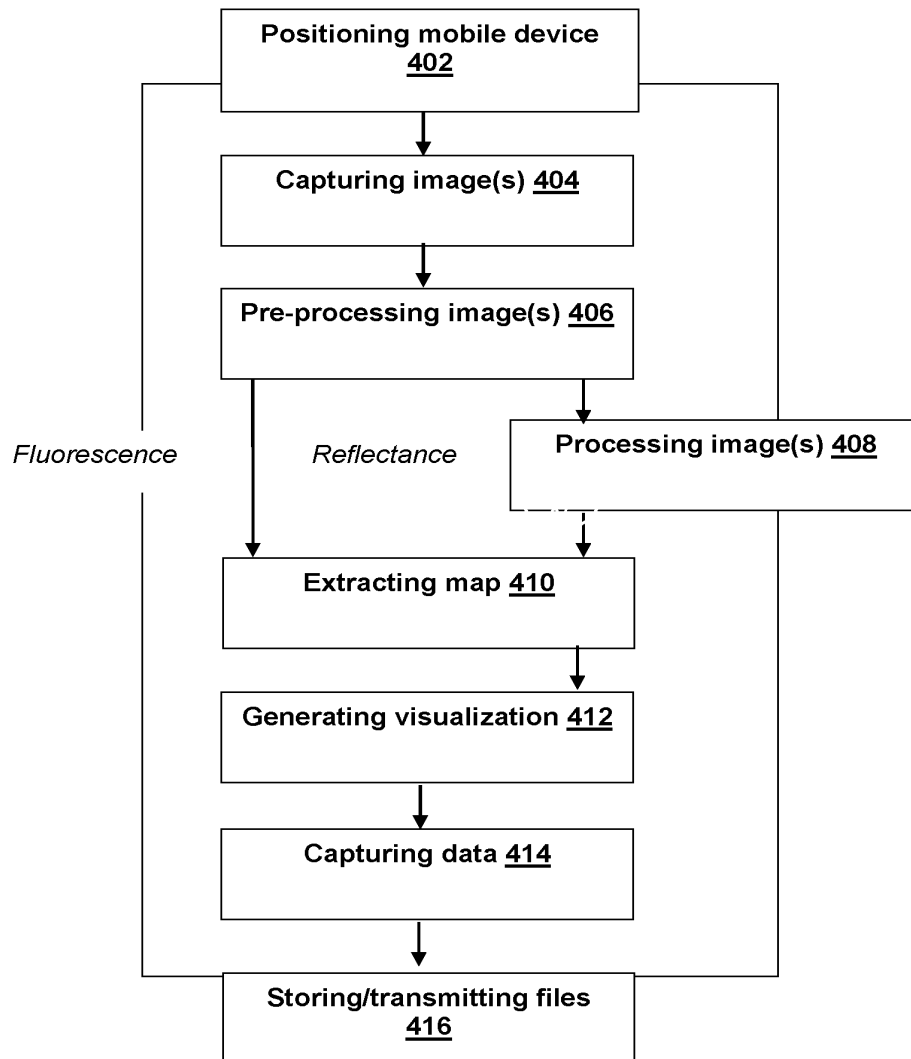 Positioning mobile device
402
Capturing image(s) 404
Pre-processing image(s) 406
Fluorescence
Reflectance
Processing image(s) 408
Extracting map 410
Generating visualization 412
Capturing data 414
Storing/transmitting files
416